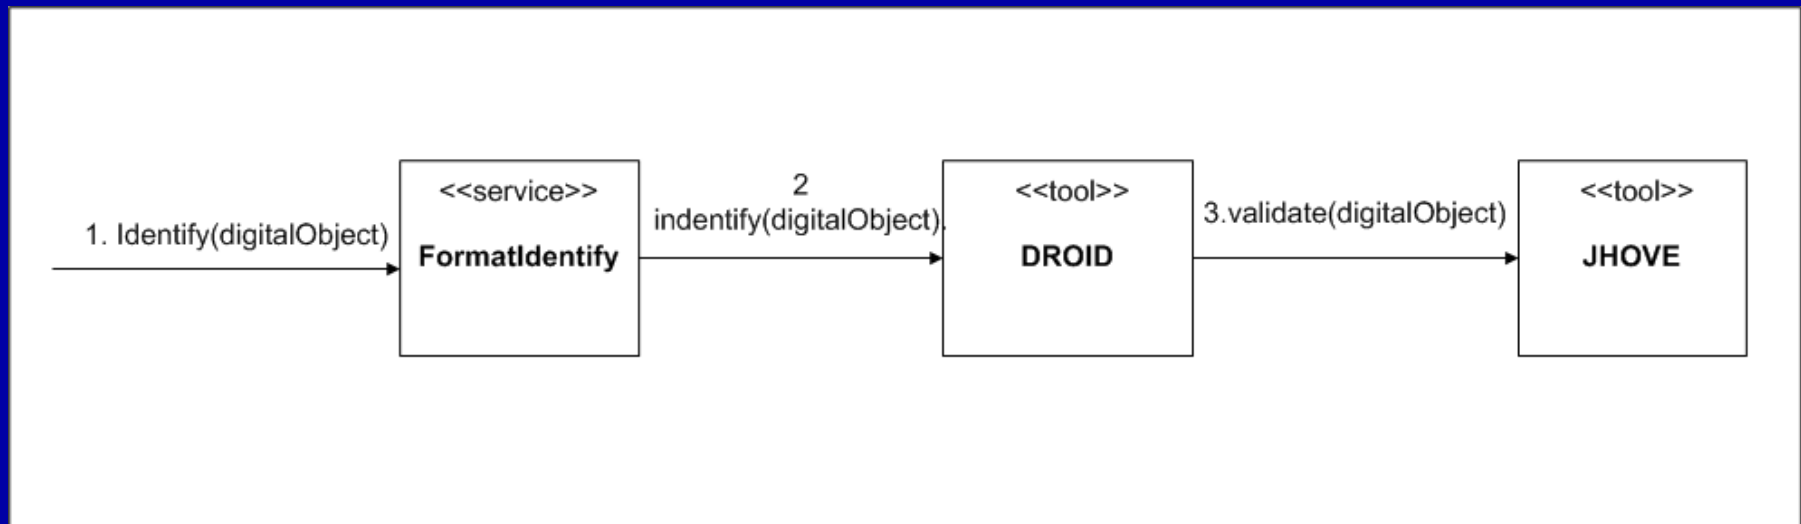 1. Identify(digitalObject)
<<service>>
FormatIdentify
2
indentify(digitalObject).
<<tool>>
DROID
3.validate(digitalObject)
<<tool>>
JHOVE